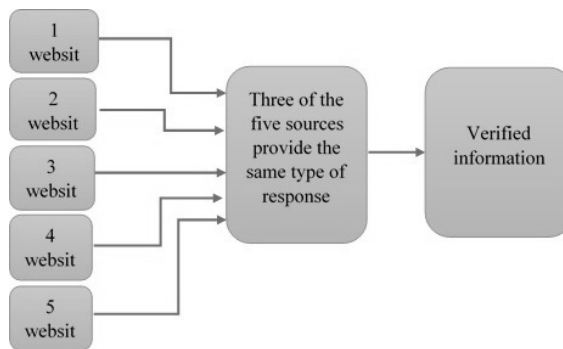 1
websit
2
websit
3
websit
4
websit
5
websit
Three of the
five sources
provide the
same type of
response
Verified
information